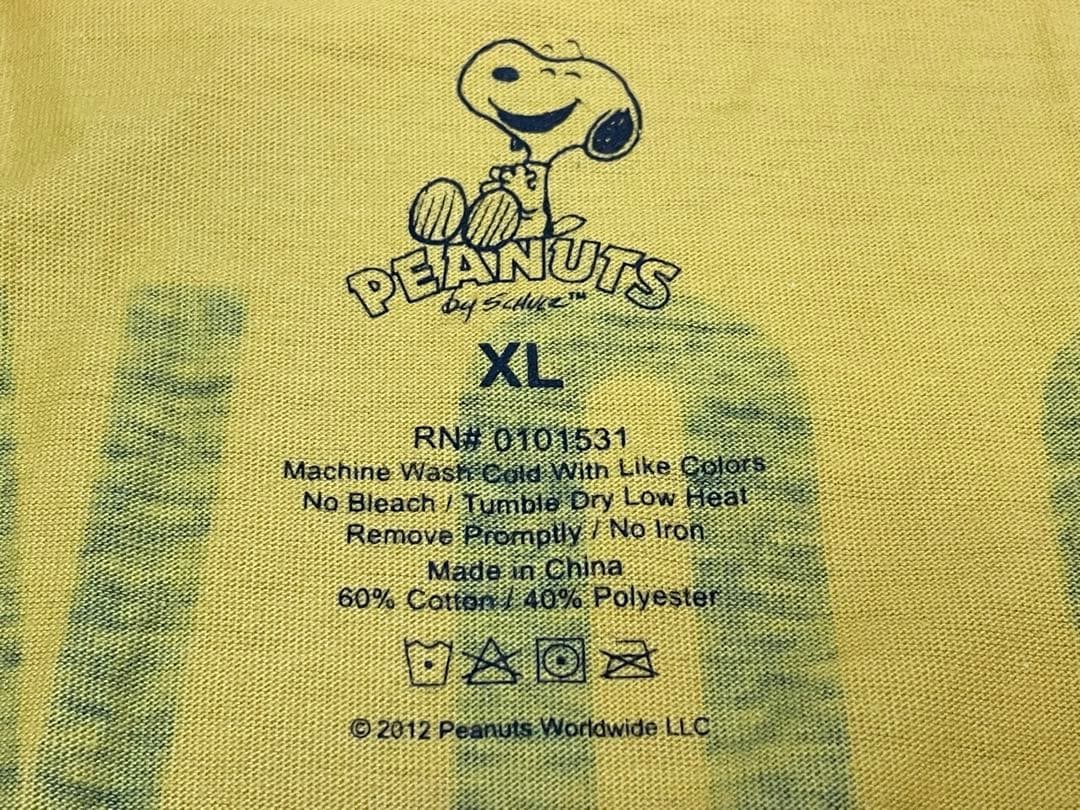 PEANUTS
by SCHULZ™
XL
RN# 0101531
Machine Wash Cold With Like Colors
No Bleach / Tumble Dry Low Heat
Remove Promptly / No Iron
Made in China
60% Cotton / 40% Polyester
© 2012 Peanuts Worldwide LLC